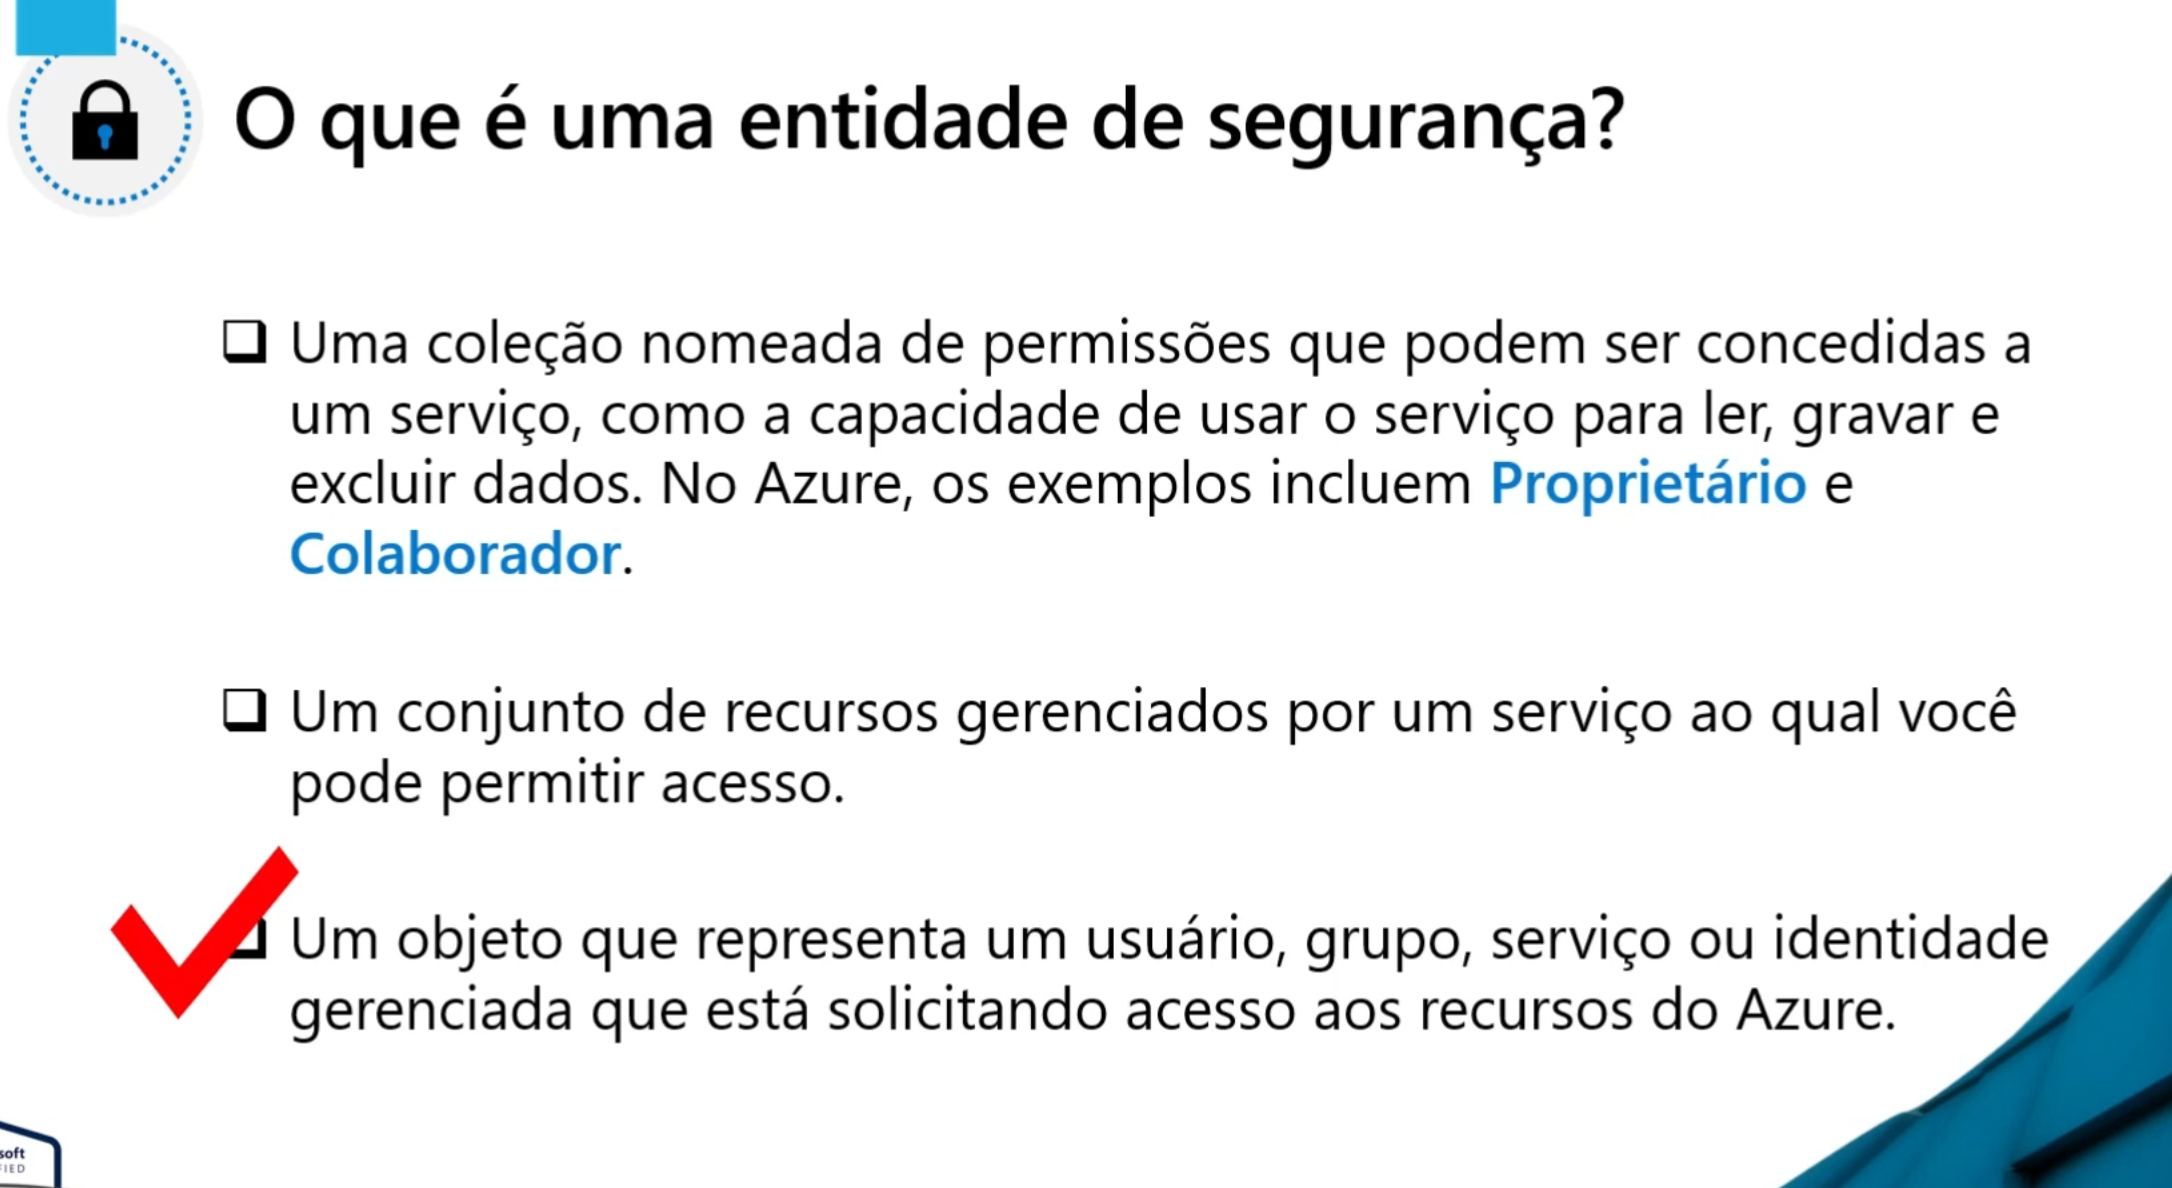 O que é uma entidade de segurança?
Uma coleção nomeada de permissões que podem ser concedidas a
um serviço, como a capacidade de usar o serviço para ler, gravar e
excluir dados. No Azure, os exemplos incluem Proprietário e
Colaborador.
Um conjunto de recursos gerenciados por um serviço ao qual você
pode permitir acesso.
Um objeto que representa um usuário, grupo, serviço ou identidade
gerenciada que está solicitando acesso aos recursos do Azure.
soft
FIED